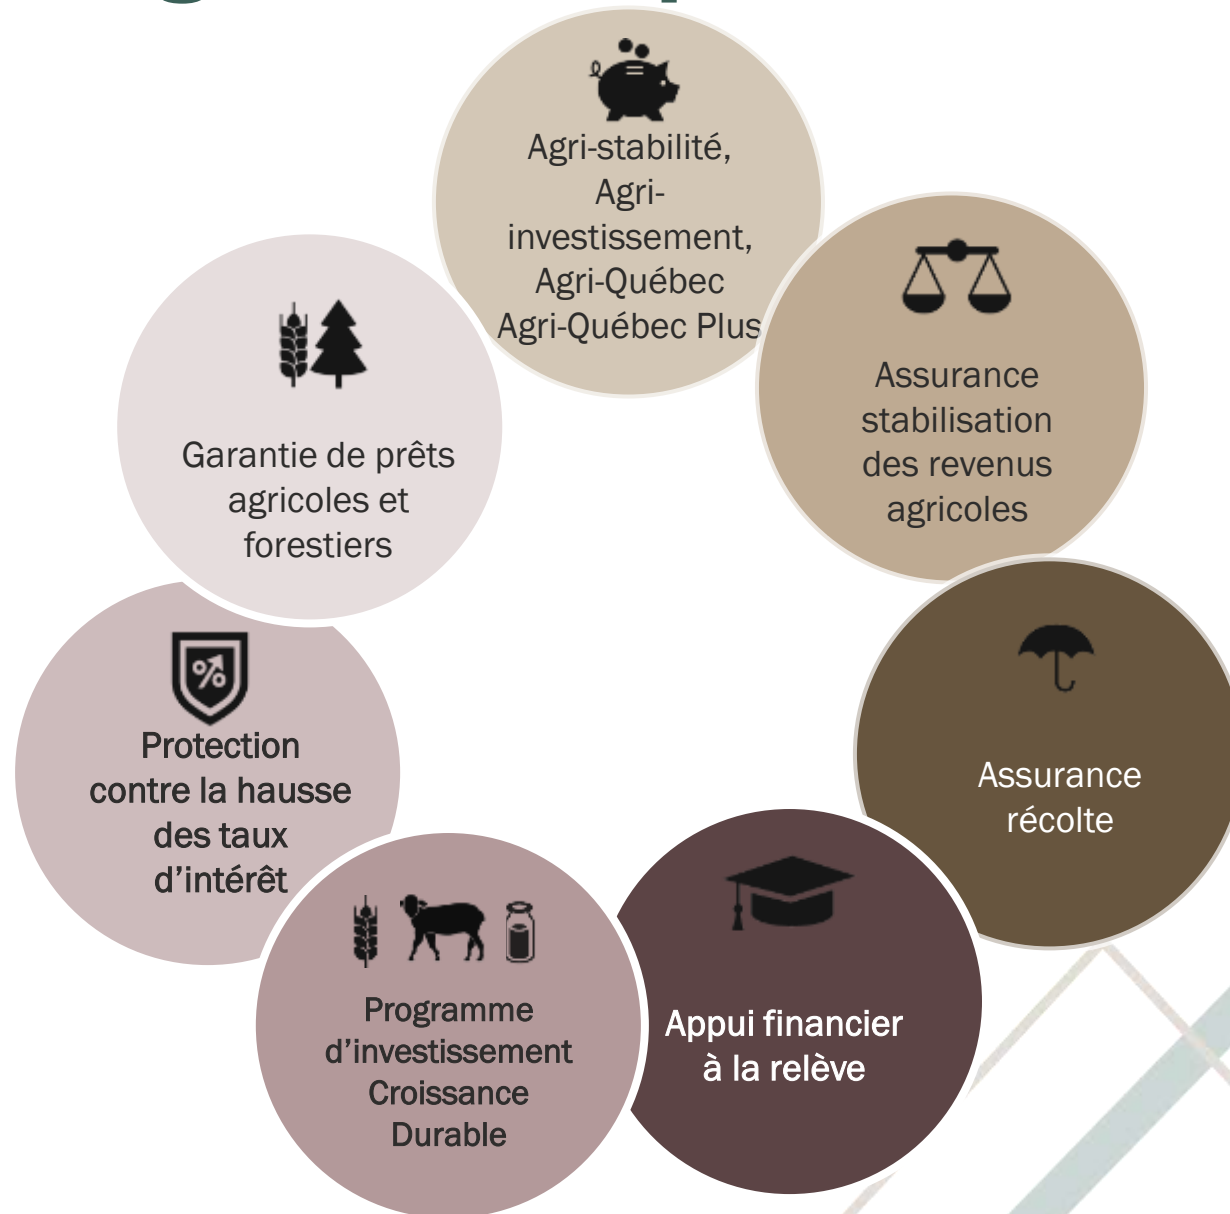 Agri-stabilité,
Agri-
investissement,
Agri-Québec
Agri-Québec Plus
Assurance
stabilisation
des revenus
agricoles
Assurance
récolte
Appui financier
à la relève
Programme
d’investissement
Croissance
Durable
%
Protection
contre la hausse
des taux
d’intérêt
Garantie de prêts
agricoles et
forestiers